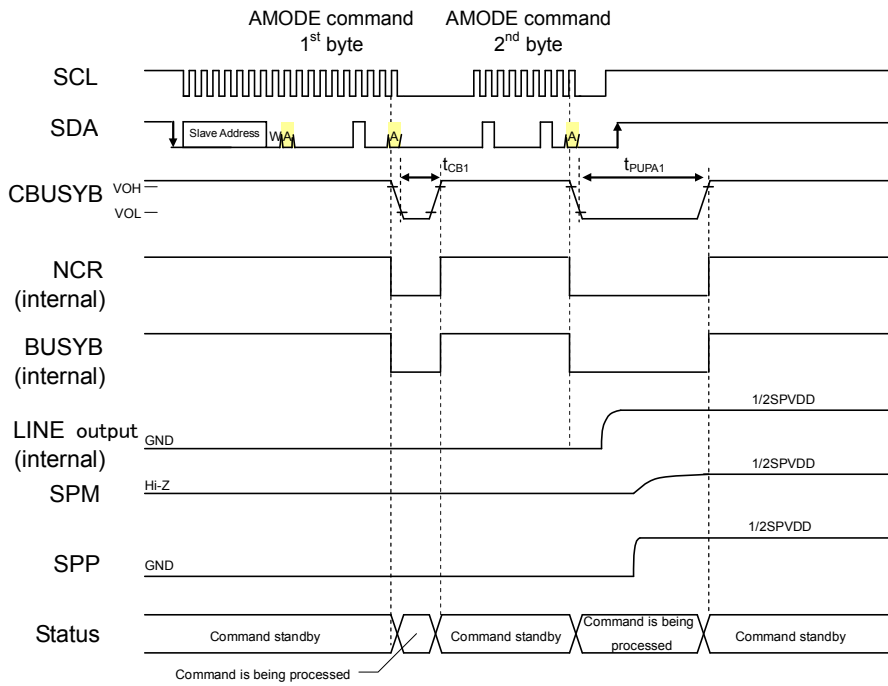 AMODE command
1st byte
AMODE command
2nd byte
SCL
SDA
Slave Address
W
A
A
A
tCB1
tPUPA1
CBUSYB
VOH
VOL
NCR
(internal)
BUSYB
(internal)
LINE output
(internal)
GND
1/2SPVDD
SPM
Hi-Z
1/2SPVDD
SPP
GND
1/2SPVDD
Status
Command standby
Command standby
Command is being
processed
Command standby
Command is being processed